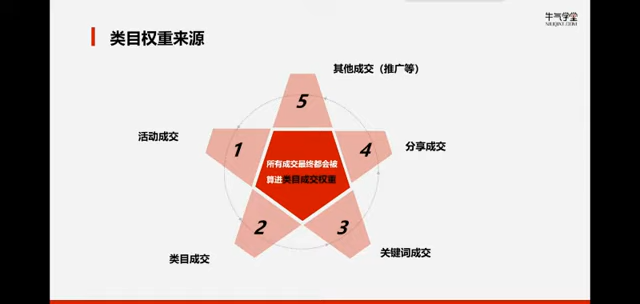 类目权重来源
牛气学堂
其他成交（推广等）
5
活动成交
1
4
分享成交
所有成交最终都会被
算进类目成交权重
2
3
类目成交
关键词成交